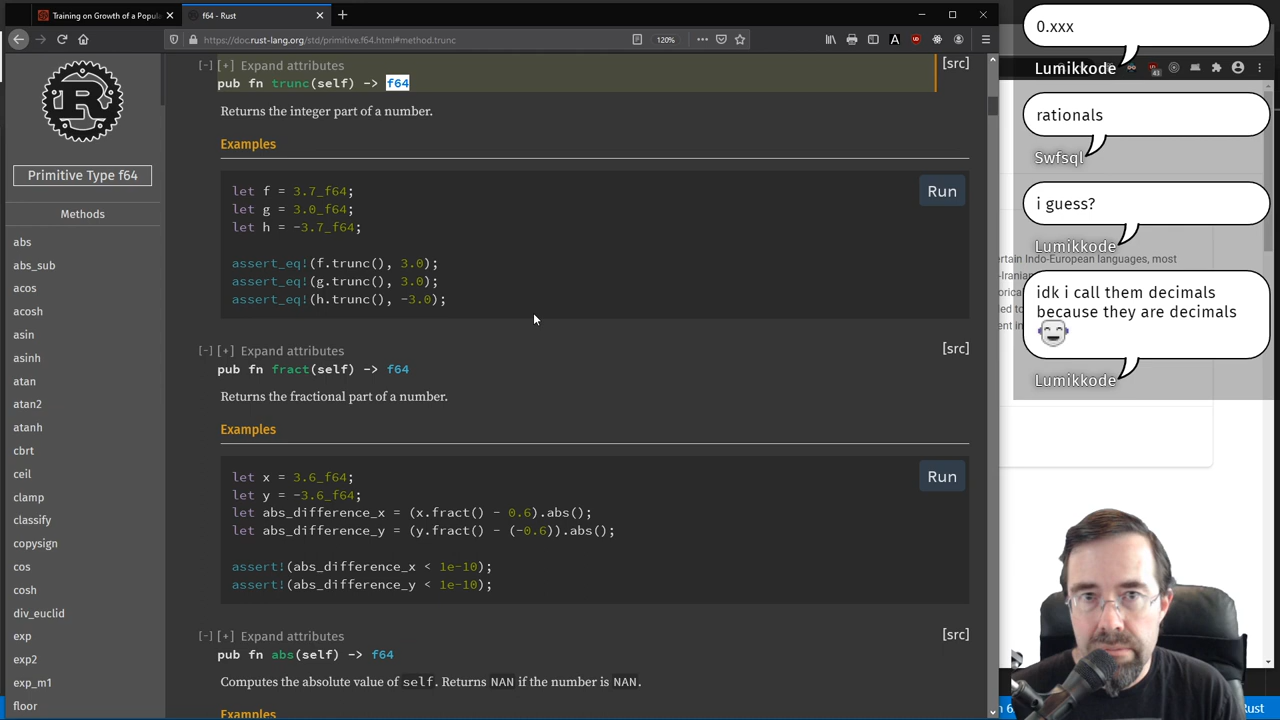 Training on Growth of a Popula
f64 - Rust
https://doc.rust-lang.org/std/primitive.f64.html#method.trunc
120%
Primitive Type f64
Methods
abs
abs_sub
acos
acosh
asin
asinh
atan
atan2
atanh
cbrt
ceil
clamp
classify
copysign
cos
cosh
div_euclid
exp
exp2
exp_m1
floor
[-] [+] Expand attributes
[src]
pub fn trunc(self) -> f64
Returns the integer part of a number.
Examples
Run
let f = 3.7_f64;
let g = 3.0_f64;
let h = -3.7_f64;
assert_eq!(f.trunc(), 3.0);
assert_eq!(g.trunc(), 3.0);
assert_eq!(h.trunc(), -3.0);
[-] [+] Expand attributes
[src]
pub fn fract(self) -> f64
Returns the fractional part of a number.
Examples
Run
let x = 3.6_f64;
let y = -3.6_f64;
let abs_difference_x = (x.fract() - 0.6).abs();
let abs_difference_y = (y.fract() - (-0.6)).abs();
assert!(abs_difference_x < 1e-10);
assert!(abs_difference_y < 1e-10);
[-] [+] Expand attributes
[src]
pub fn abs(self) -> f64
Computes the absolute value of self. Returns NAN if the number is NAN.
Examples
0.xxx
Lumikkode
rationals
Swfsql
i guess?
Lumikkode
idk i call them decimals
because they are decimals
Lumikkode
rtain Indo-European languages, most
Rust